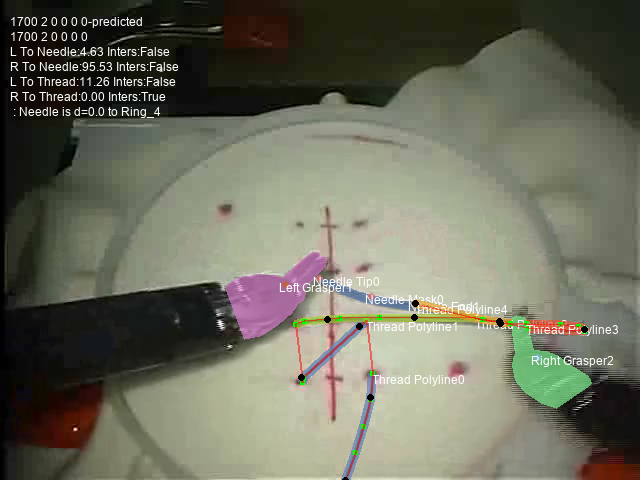 1700 2 0 0 0 0-predicted
1700 2 0 0 0 0
L To Needle:4.63 Inters:False
R To Needle:95.53 Inters:False
L To Thread:11.26 Inters:False
R To Thread:0.00 Inters:True
: Needle is d=0.0 to Ring_4
Needle Tip0
Left Grasper1
Needle Mask0
Thread Polyline4
Thread Polyline1
Thread Polyline3
Right Grasper2
Thread Polyline0